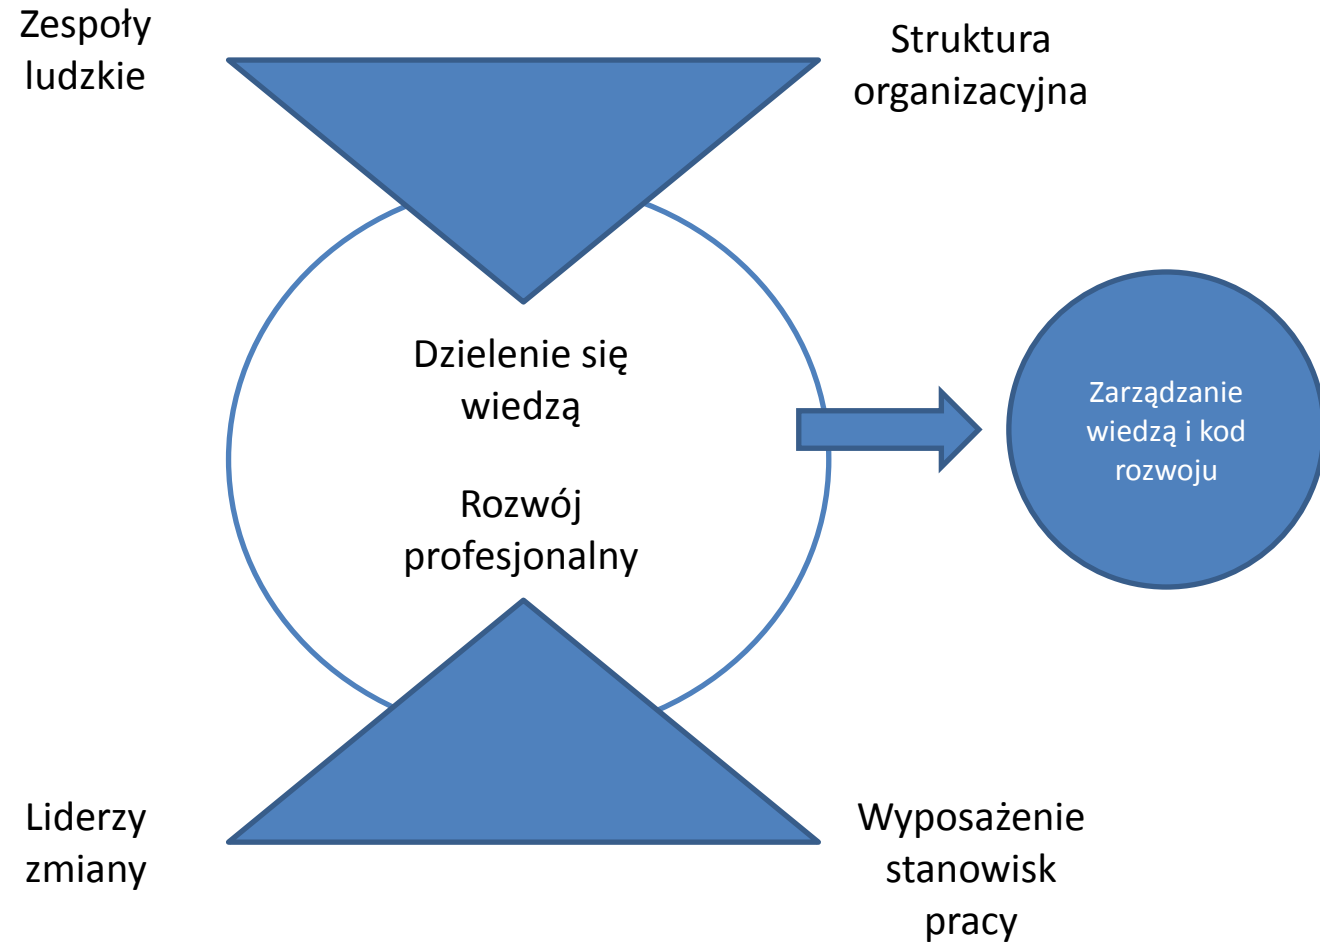 Zespoły
ludzkie
Struktura
organizacyjna
Dzielenie się
wiedzą
Rozwój
profesjonalny
Zarządzanie
wiedzą i kod
rozwoju
Liderzy
zmiany
Wyposażenie
stanowisk
pracy